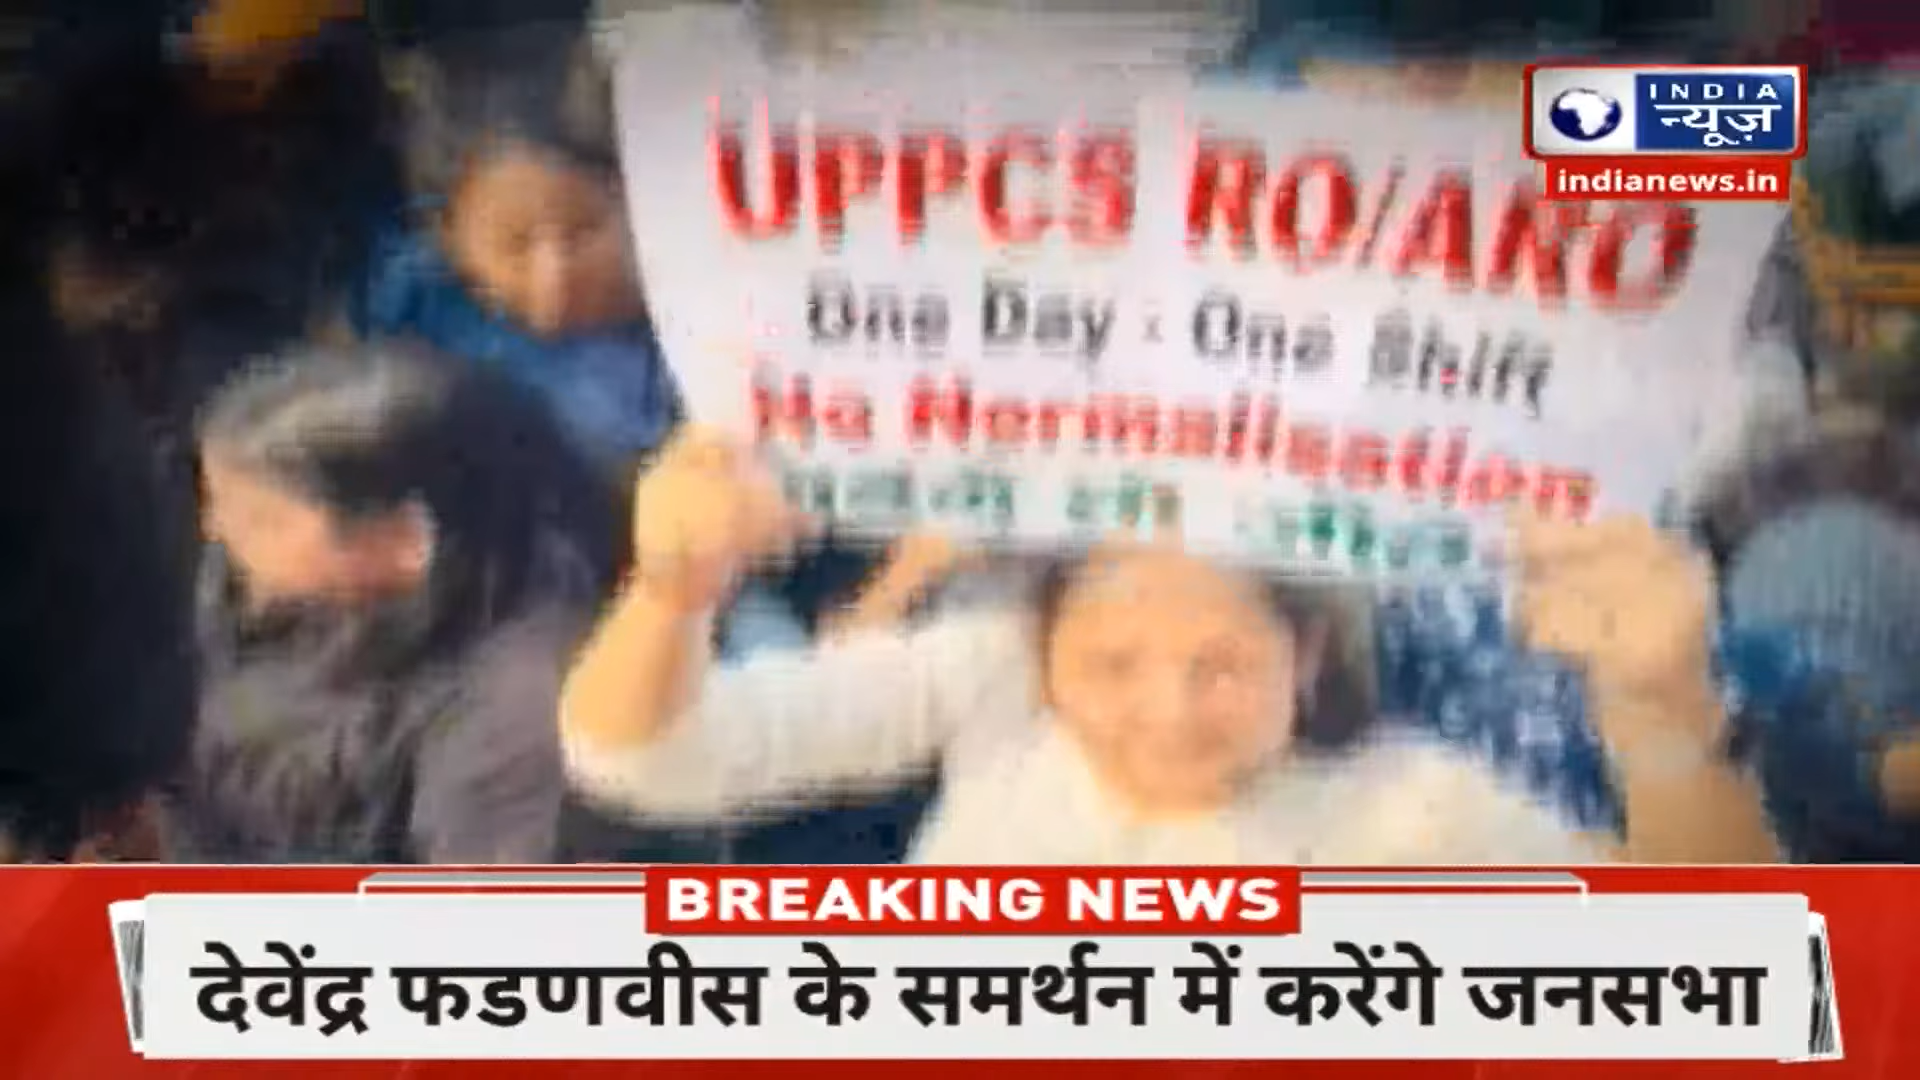 UPPCS RO/ARO
One Day : One Shift
No Normalisation
INDIA
न्यूज़
indianews.in
BREAKING NEWS
देवेंद्र फडणवीस के समर्थन में करेंगे जनसभा